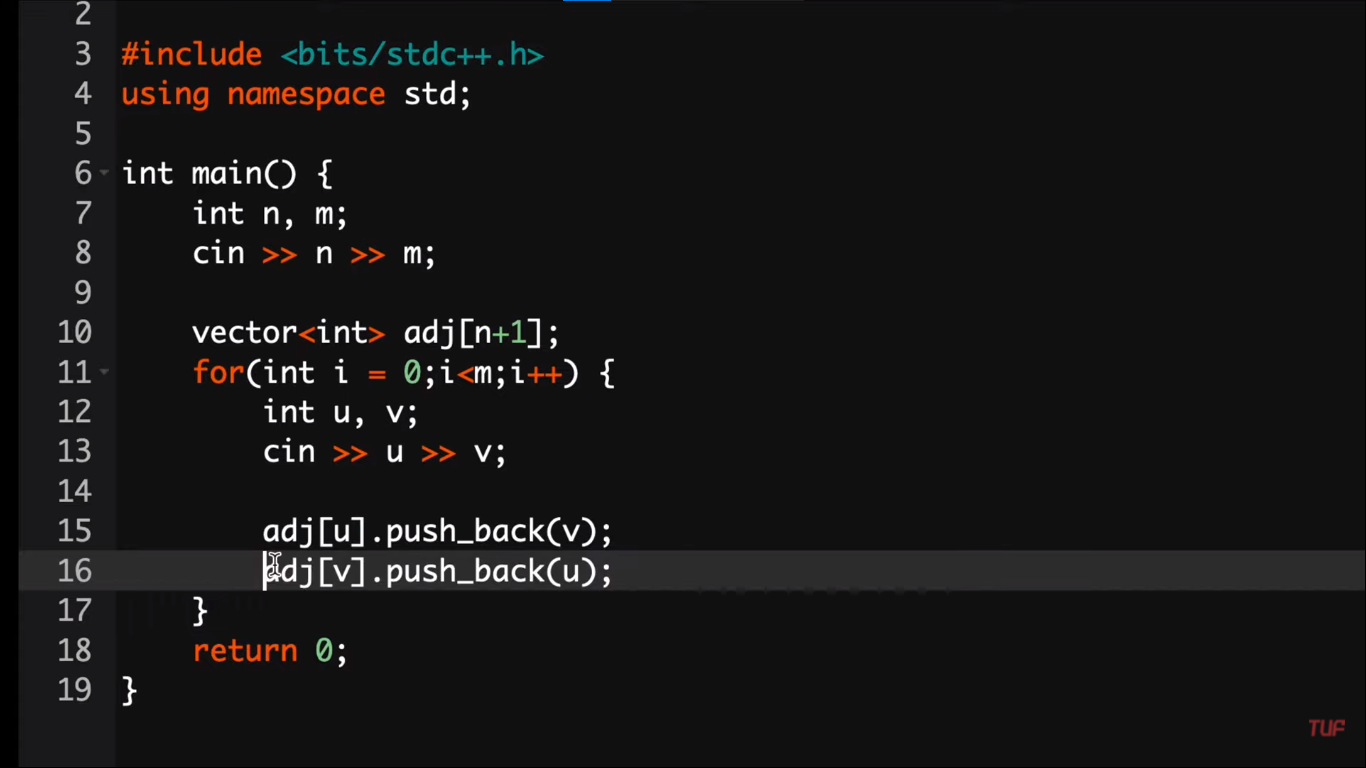 2
3 #include <bits/stdc++.h>
4 using namespace std;
5
6 int main() {
7 int n, m;
8 cin >> n >> m;
9
10 vector<int> adj[n+1];
11 for(int i = 0;i<m;i++) {
12 int u, v;
13 cin >> u >> v;
14
15 adj[u].push_back(v);
16 adj[v].push_back(u);
17 }
18 return 0;
19 }
TUF